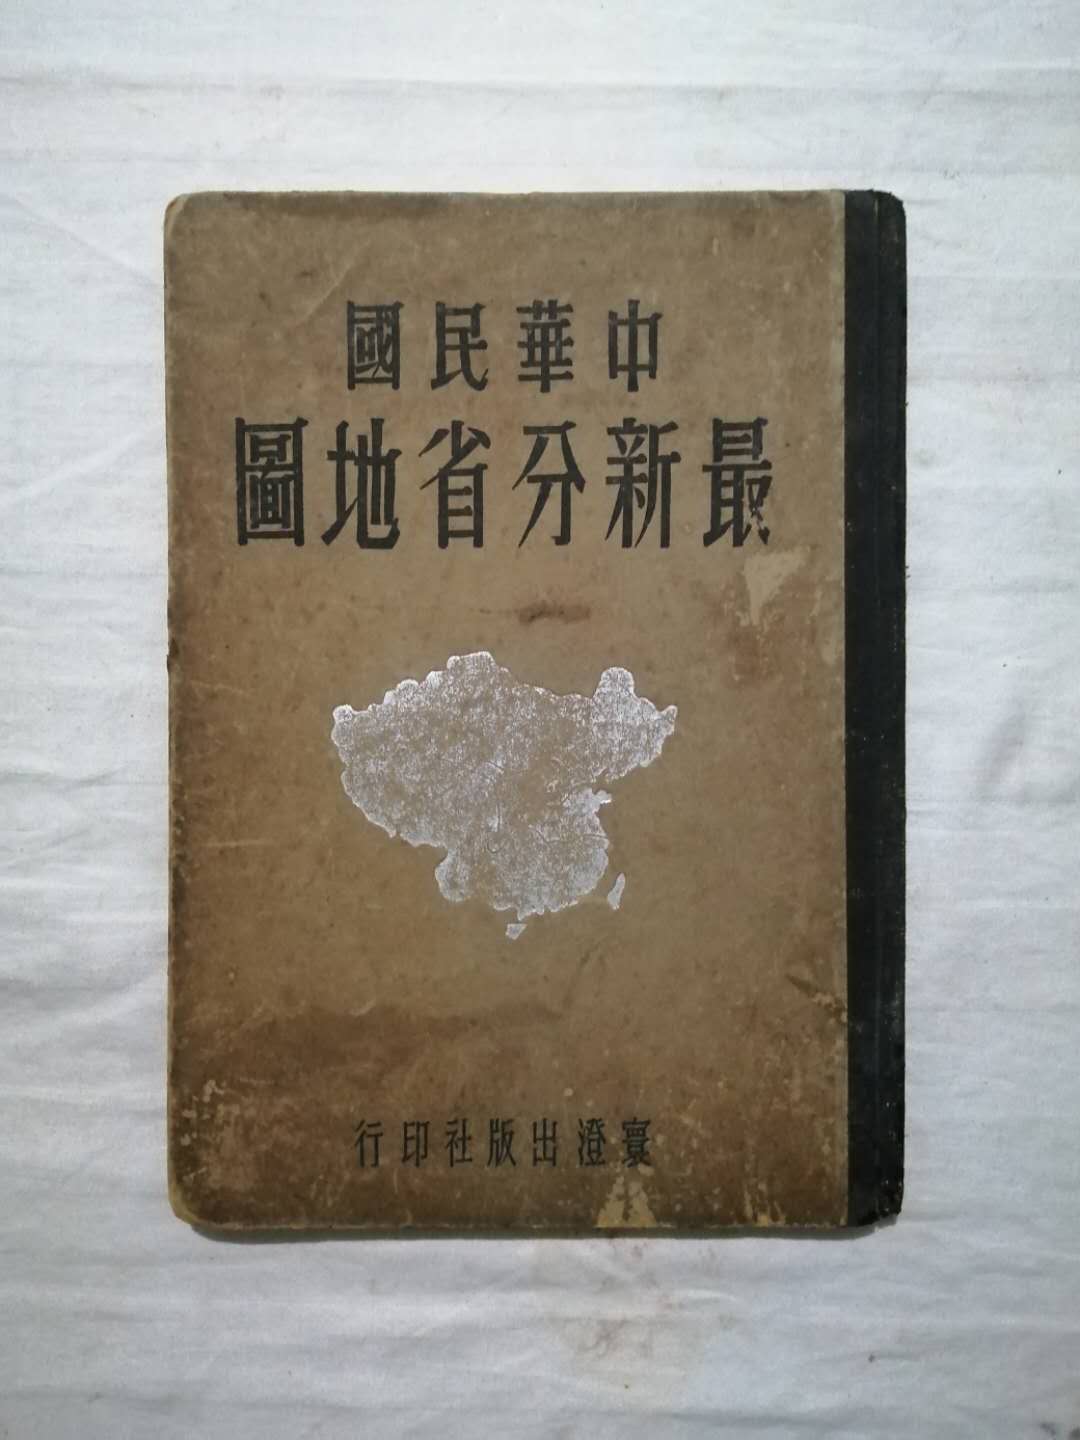 中華民國
最新分省地圖
寰澄出版社印行